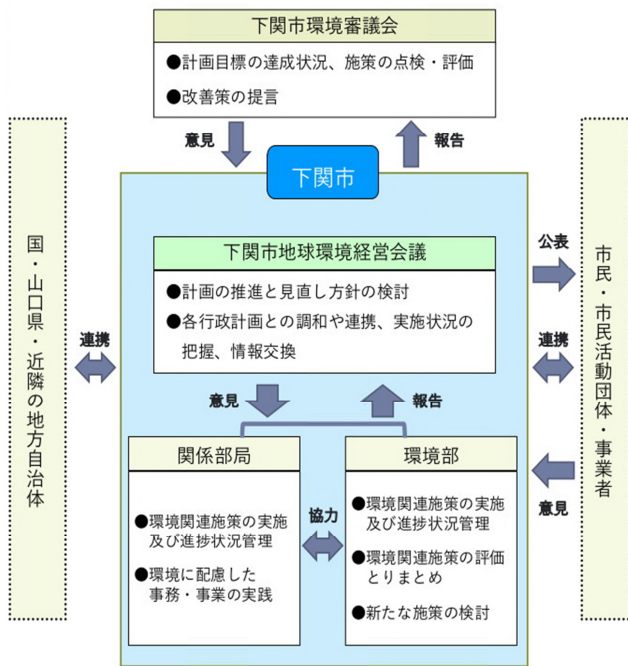 下関市環境審議会
●計画目標の達成状況、施策の点検・評価
●改善策の提言
意見
報告
下関市
国・山口県・近隣の地方自治体
連携
下関市地球環境経営会議
●計画の推進と見直し方針の検討
●各行政計画との調和や連携、実施状況の
把握、情報交換
意見
報告
関係部局
●環境関連施策の実施
及び進捗状況管理
●環境に配慮した
事務・事業の実践
協力
環境部
●環境関連施策の実施
及び進捗状況管理
●環境関連施策の評価
とりまとめ
●新たな施策の検討
公表
連携
意見
市民・市民活動団体・事業者